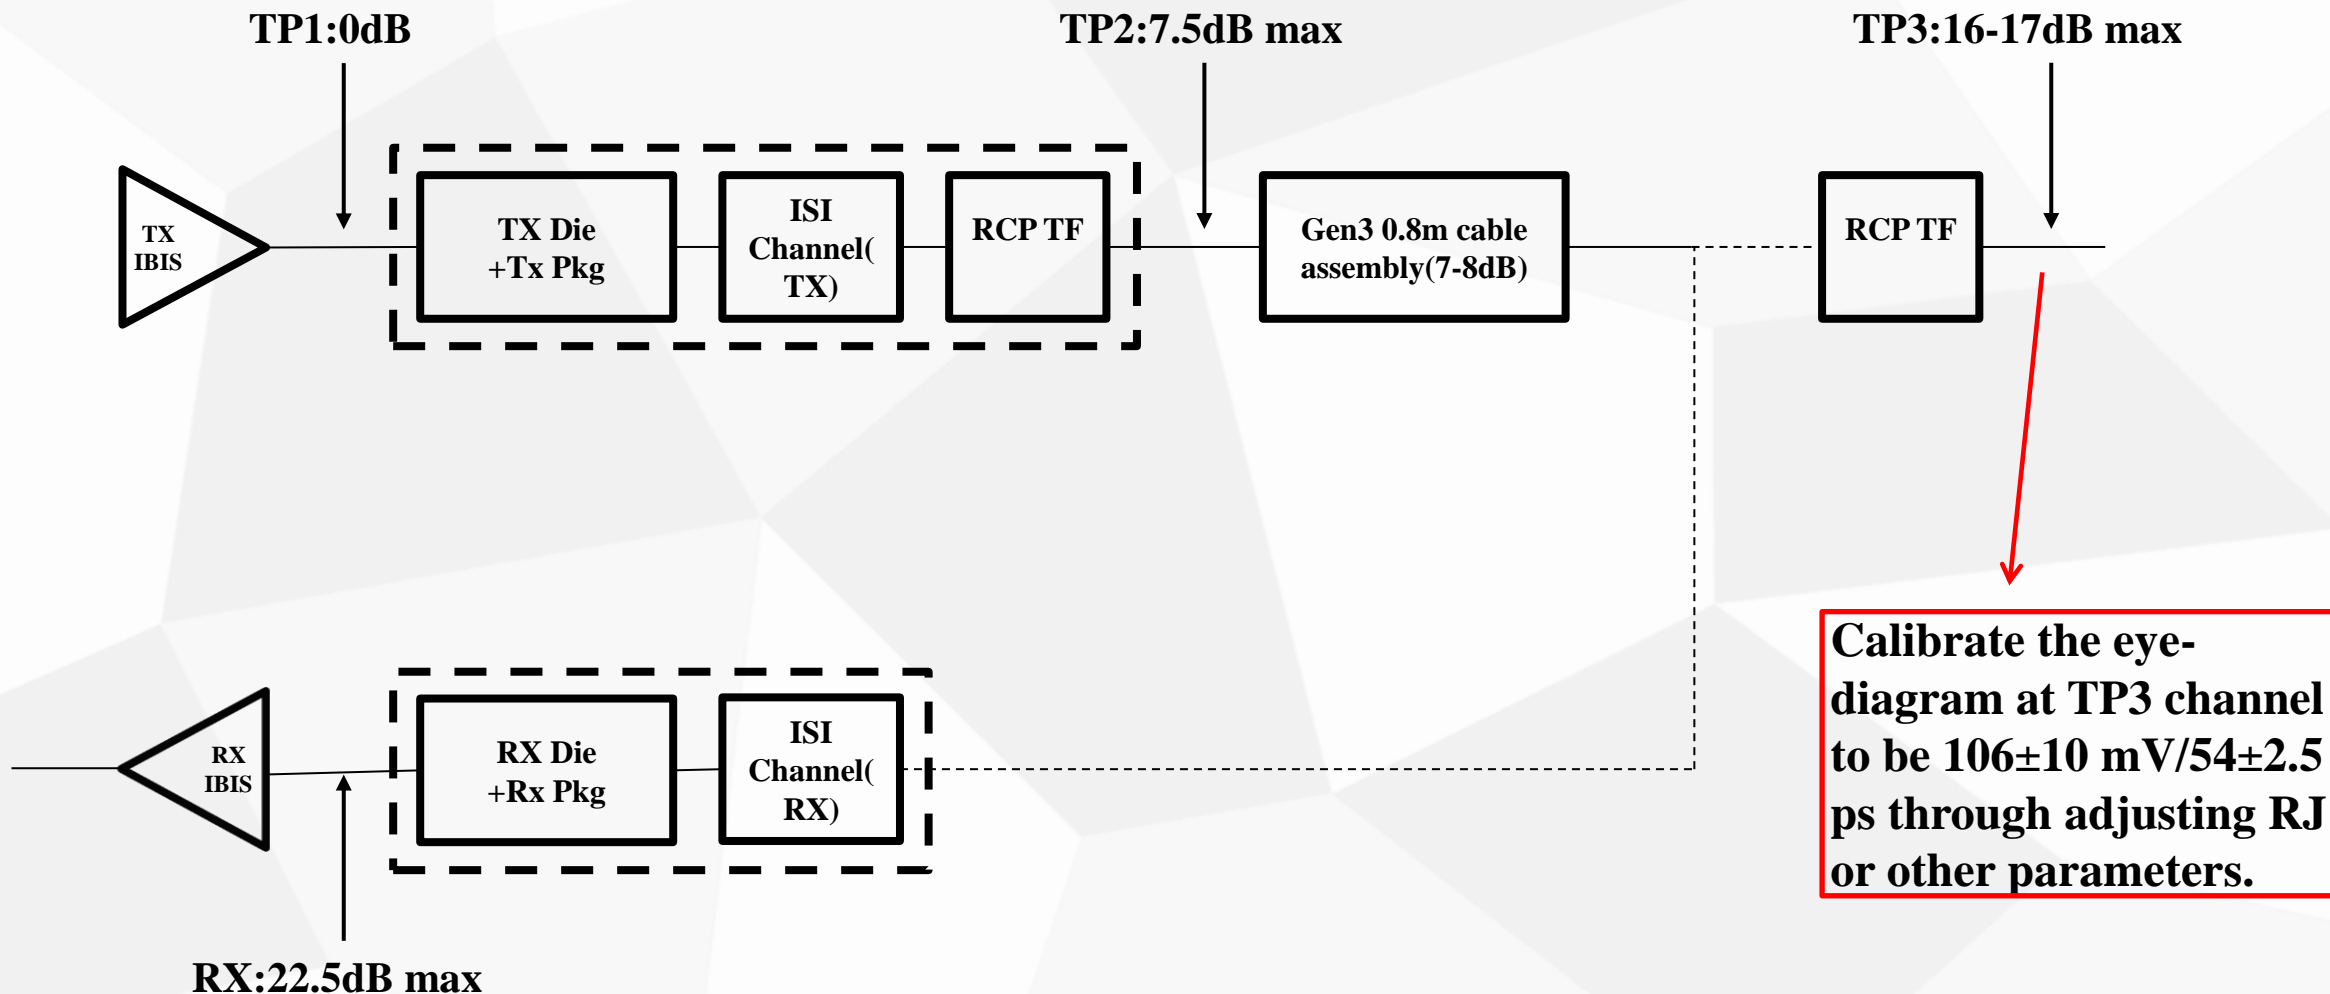 TP1:0dB
TP2:7.5dB max
TP3:16-17dB max
TX
IBIS
TX Die
+Tx Pkg
ISI
Channel(
TX)
RCP TF
Gen3 0.8m cable
assembly(7-8dB)
RCP TF
Calibrate the eye-
diagram at TP3 channel
to be 106±10 mV/54±2.5
ps through adjusting RJ
or other parameters.
RX
IBIS
RX Die
+Rx Pkg
ISI
Channel(
RX)
RX:22.5dB max